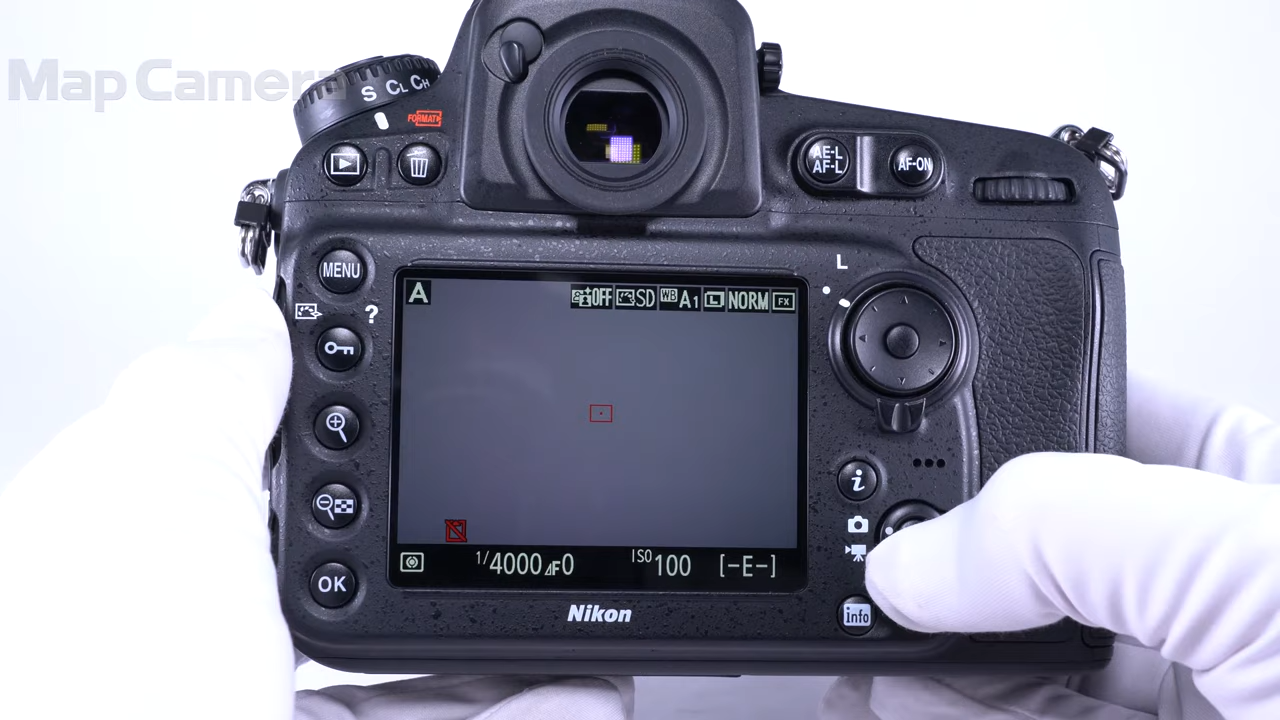 Map Camera
S CL CH
FORMAT
AE-L
AF-L
AF-ON
MENU
L
A
OFF SD WB A1 L NORM FX
?
i
1/4000 ⊿F0 ISO 100 [-E-]
OK
Nikon
info